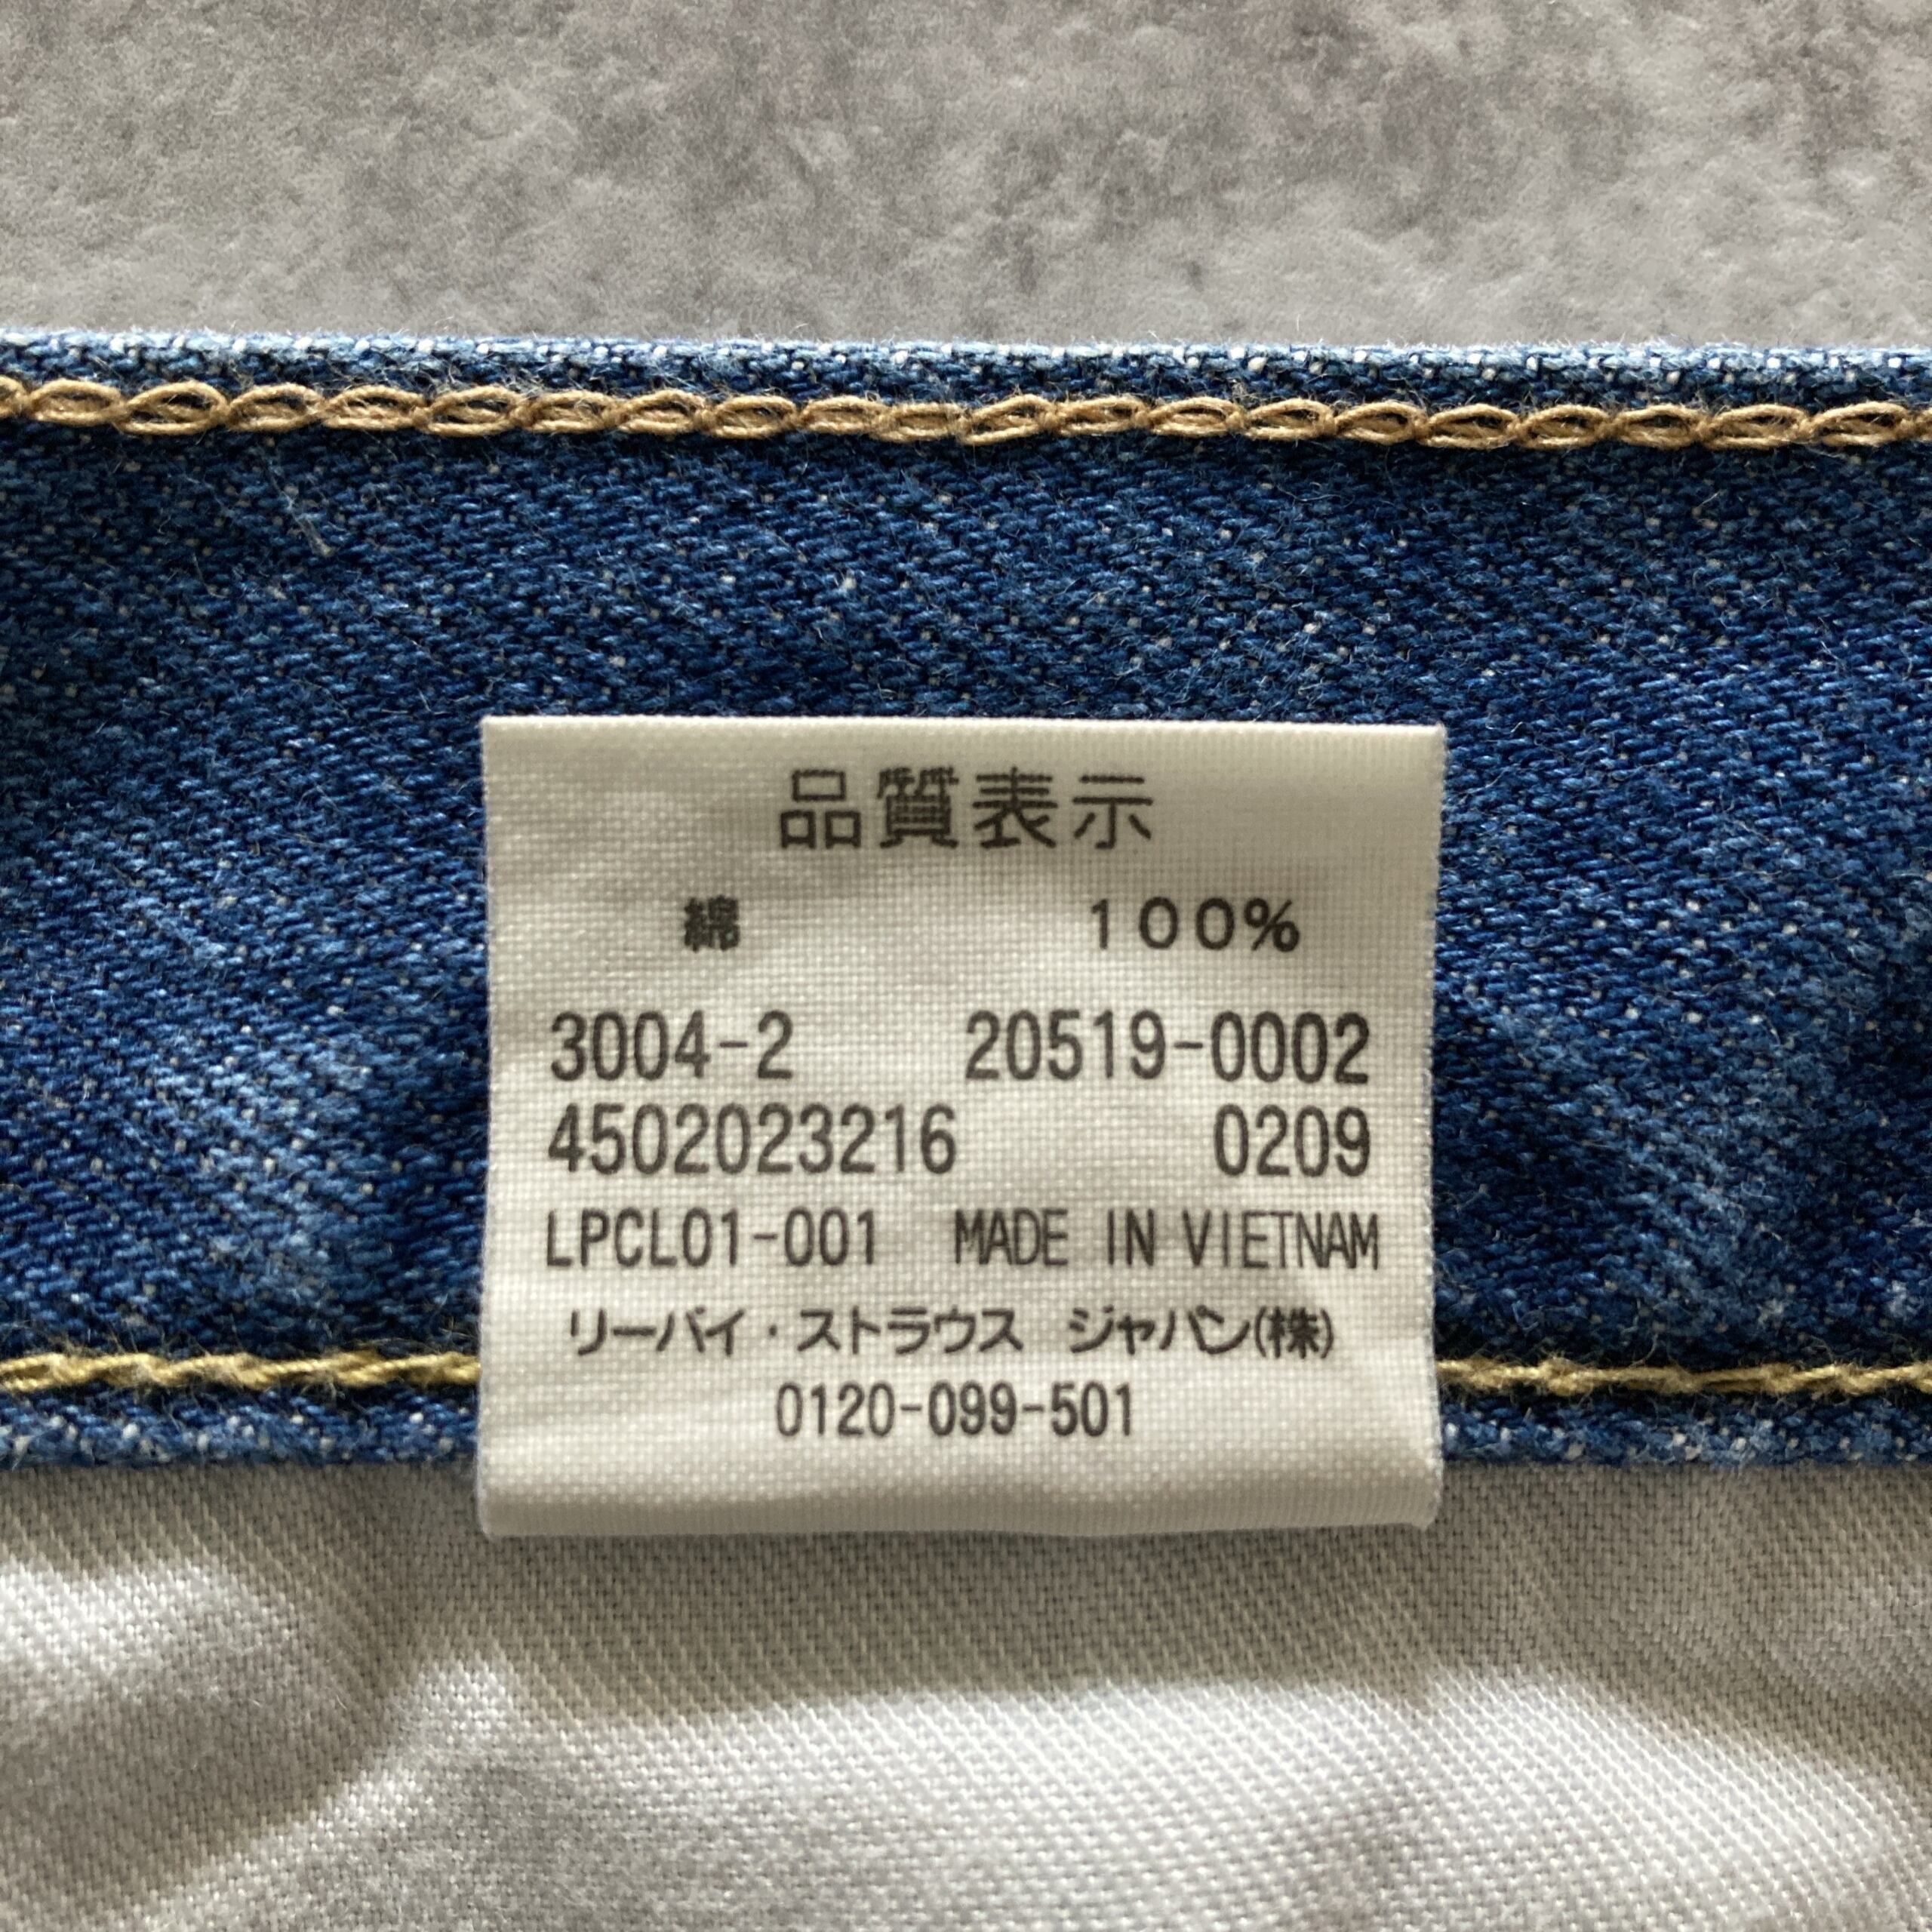 品質表示
綿 100%
3004-2 20519-0002
4502023216 0209
LPCL01-001 MADE IN VIETNAM
リーバイ・ストラウス ジャパン(株)
0120-099-501